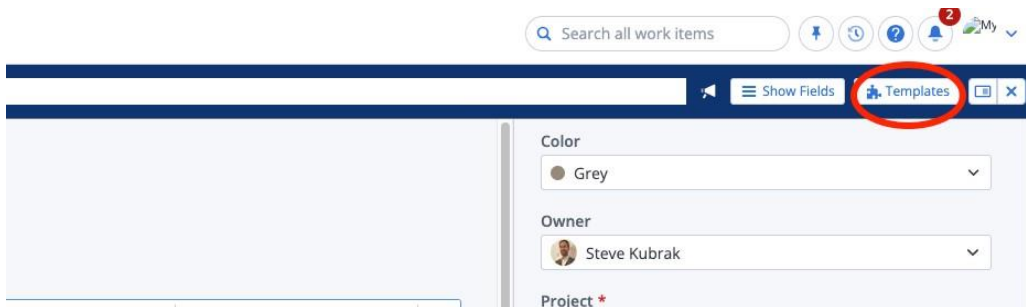 Search all work items
2
My
Show Fields
Templates
Color
Grey
Owner
Steve Kubrak
Project *